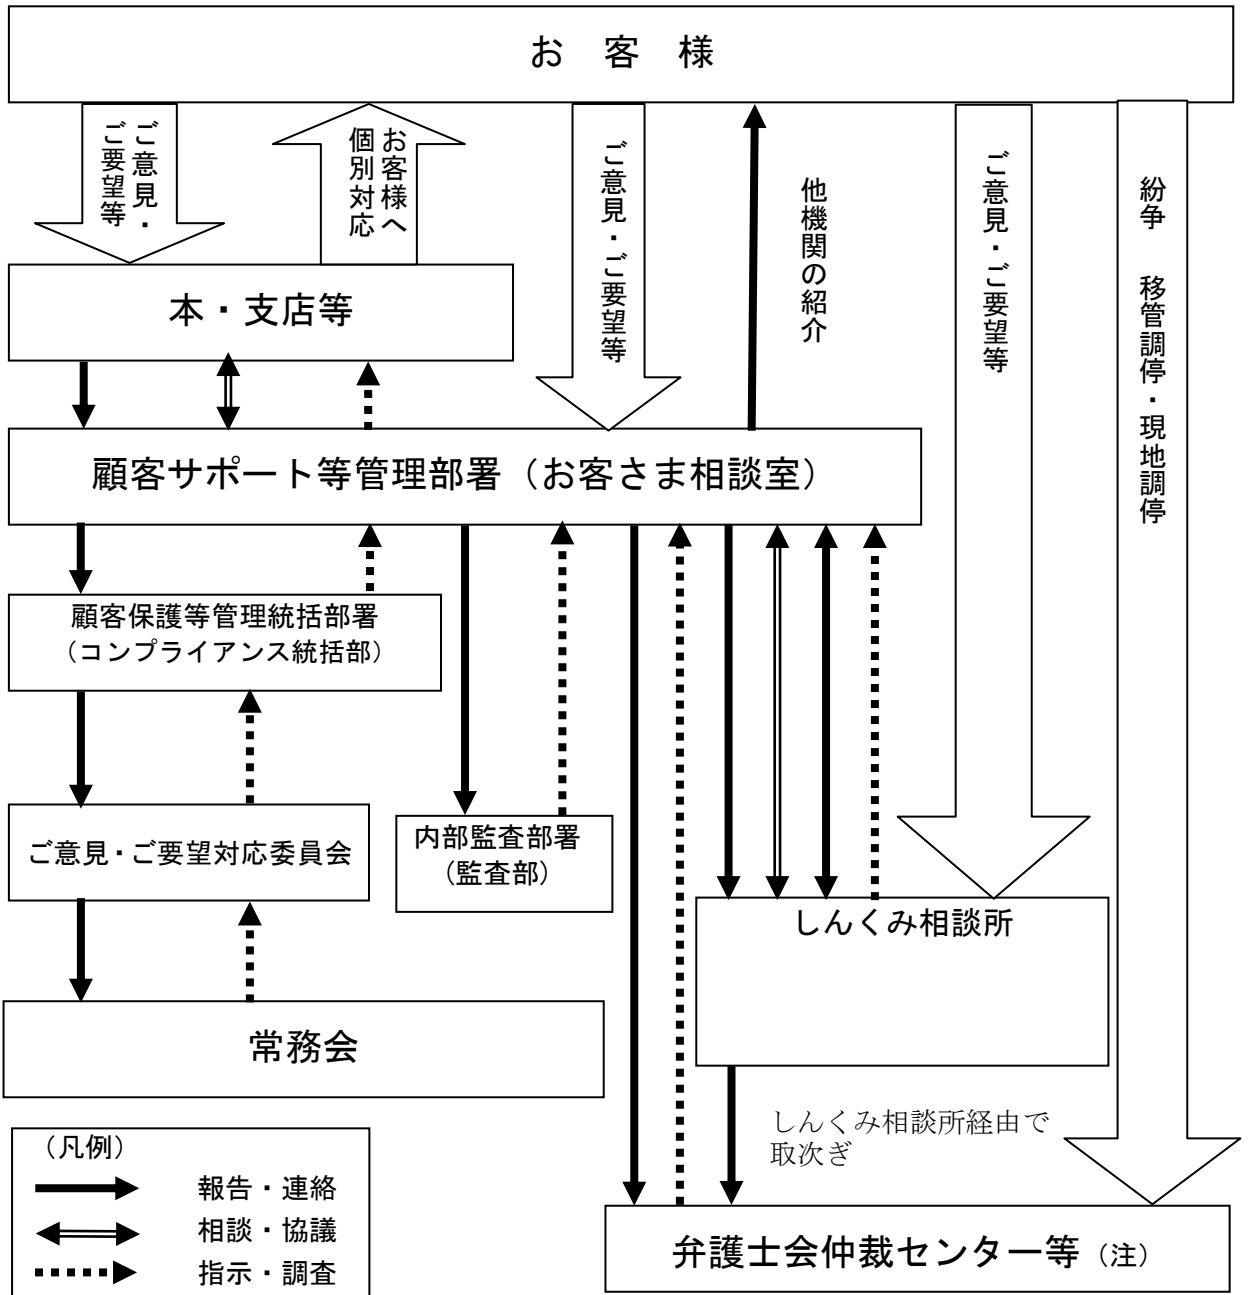 お　客　様
ご意見・
ご要望等
お客様へ
個別対応
ご意見・ご要望等
他機関の紹介
ご意見・ご要望等
紛争　移管調停・現地調停
本・支店等
顧客サポート等管理部署（お客さま相談室）
顧客保護等管理統括部署
（コンプライアンス統括部）
ご意見・ご要望対応委員会
内部監査部署
（監査部）
しんくみ相談所
常務会
しんくみ相談所経由で
取次ぎ
（凡例）
報告・連絡
相談・協議
指示・調査
弁護士会仲裁センター等（注）